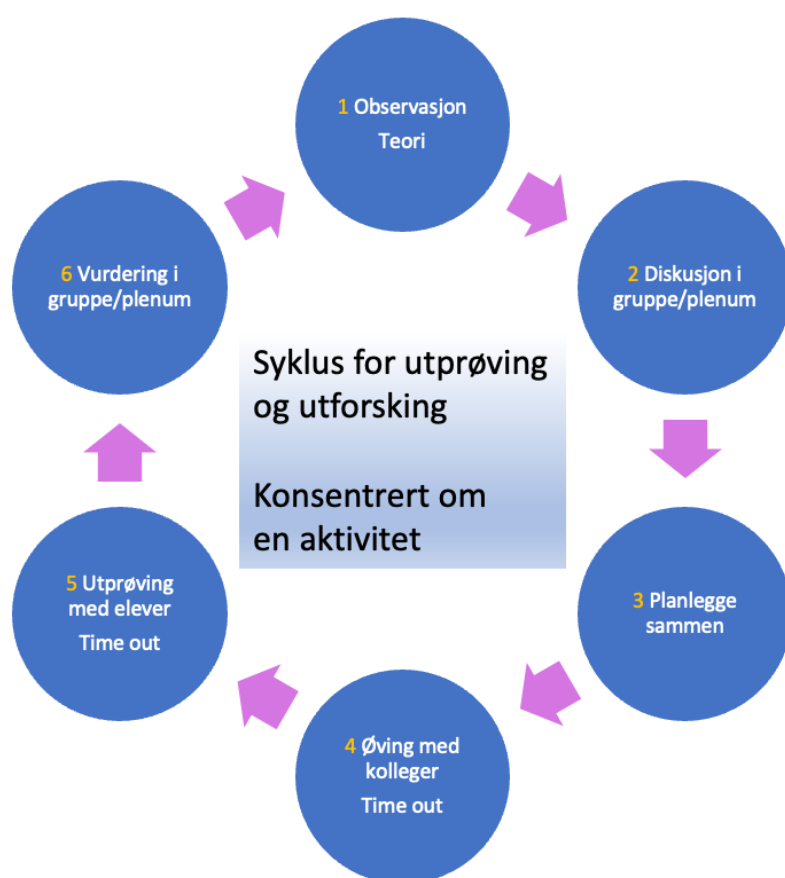 1 Observasjon
Teori
2 Diskusjon i
gruppe/plenum
3 Planlegge
sammen
4 Øving med
kolleger
Time out
5 Utprøving
med elever
Time out
6 Vurdering i
gruppe/plenum
Syklus for utprøving
og utforsking
Konsentrert om
en aktivitet